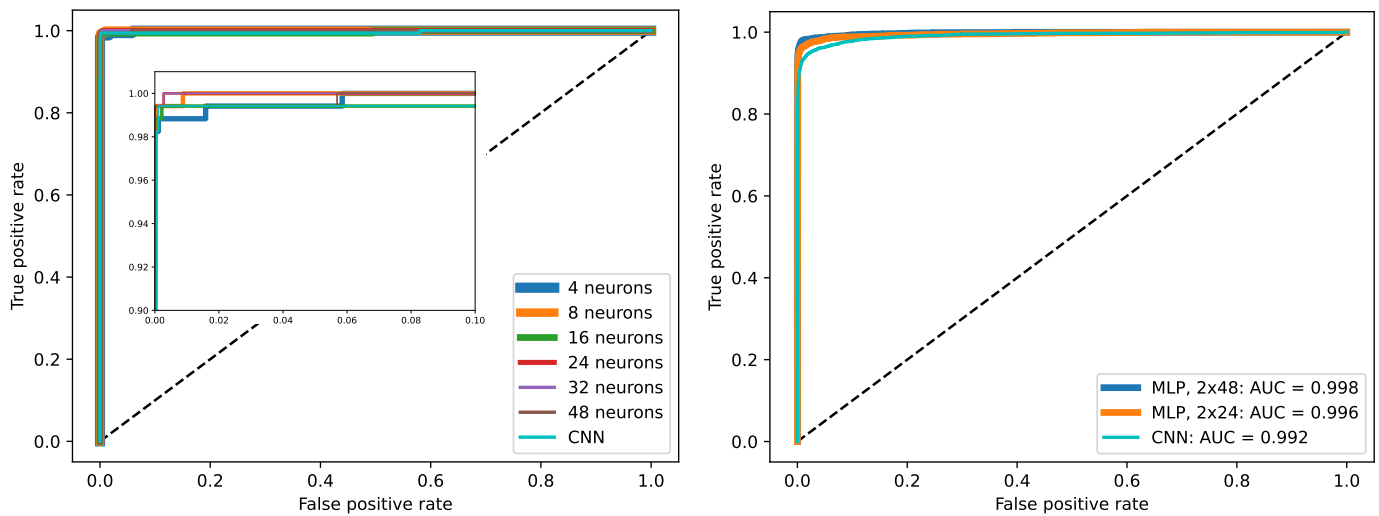 1.0
0.8
0.6
0.4
0.2
0.0
True positive rate
1.00
0.98
0.96
0.94
0.92
0.90
0.00 0.02 0.04 0.06 0.08 0.10
4 neurons
8 neurons
16 neurons
24 neurons
32 neurons
48 neurons
CNN
0.0 0.2 0.4 0.6 0.8 1.0
False positive rate
1.0
0.8
0.6
0.4
0.2
0.0
True positive rate
MLP, 2x48: AUC = 0.998
MLP, 2x24: AUC = 0.996
CNN: AUC = 0.992
0.0 0.2 0.4 0.6 0.8 1.0
False positive rate